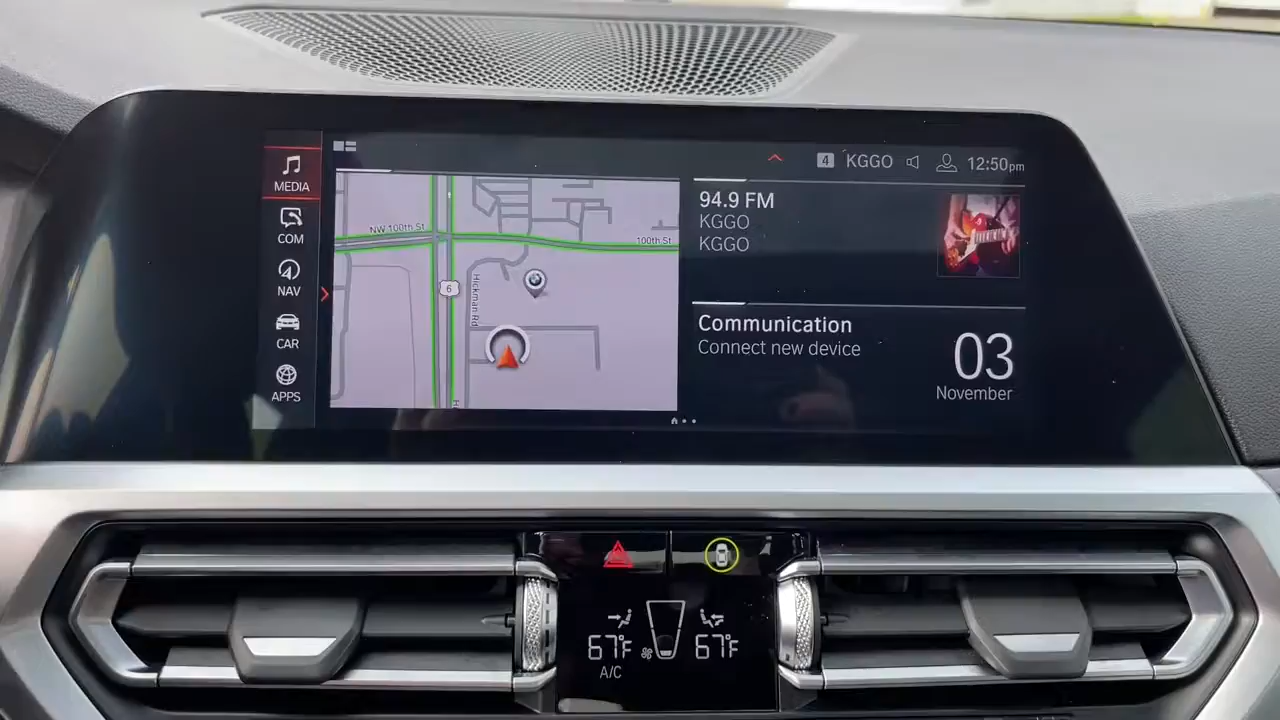 MEDIA
COM
NAV
CAR
APPS
4 KGGO 12:50pm
NW 100th St
100th St
6
Hickman Rd
94.9 FM
KGGO
KGGO
Communication
Connect new device
03
November
67°F
67°F
A/C